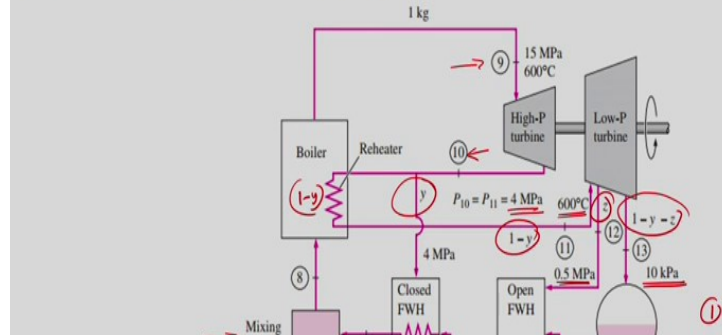 1 kg
9
15 MPa
600°C
High-P
turbine
Low-P
turbine
Boiler
Reheater
10
(1-y)
y
P10 = P11 = 4 MPa
600°C
z
12
1 - y - z
1 - y
11
13
4 MPa
0.5 MPa
10 kPa
8
Closed
FWH
Open
FWH
1
Mixing